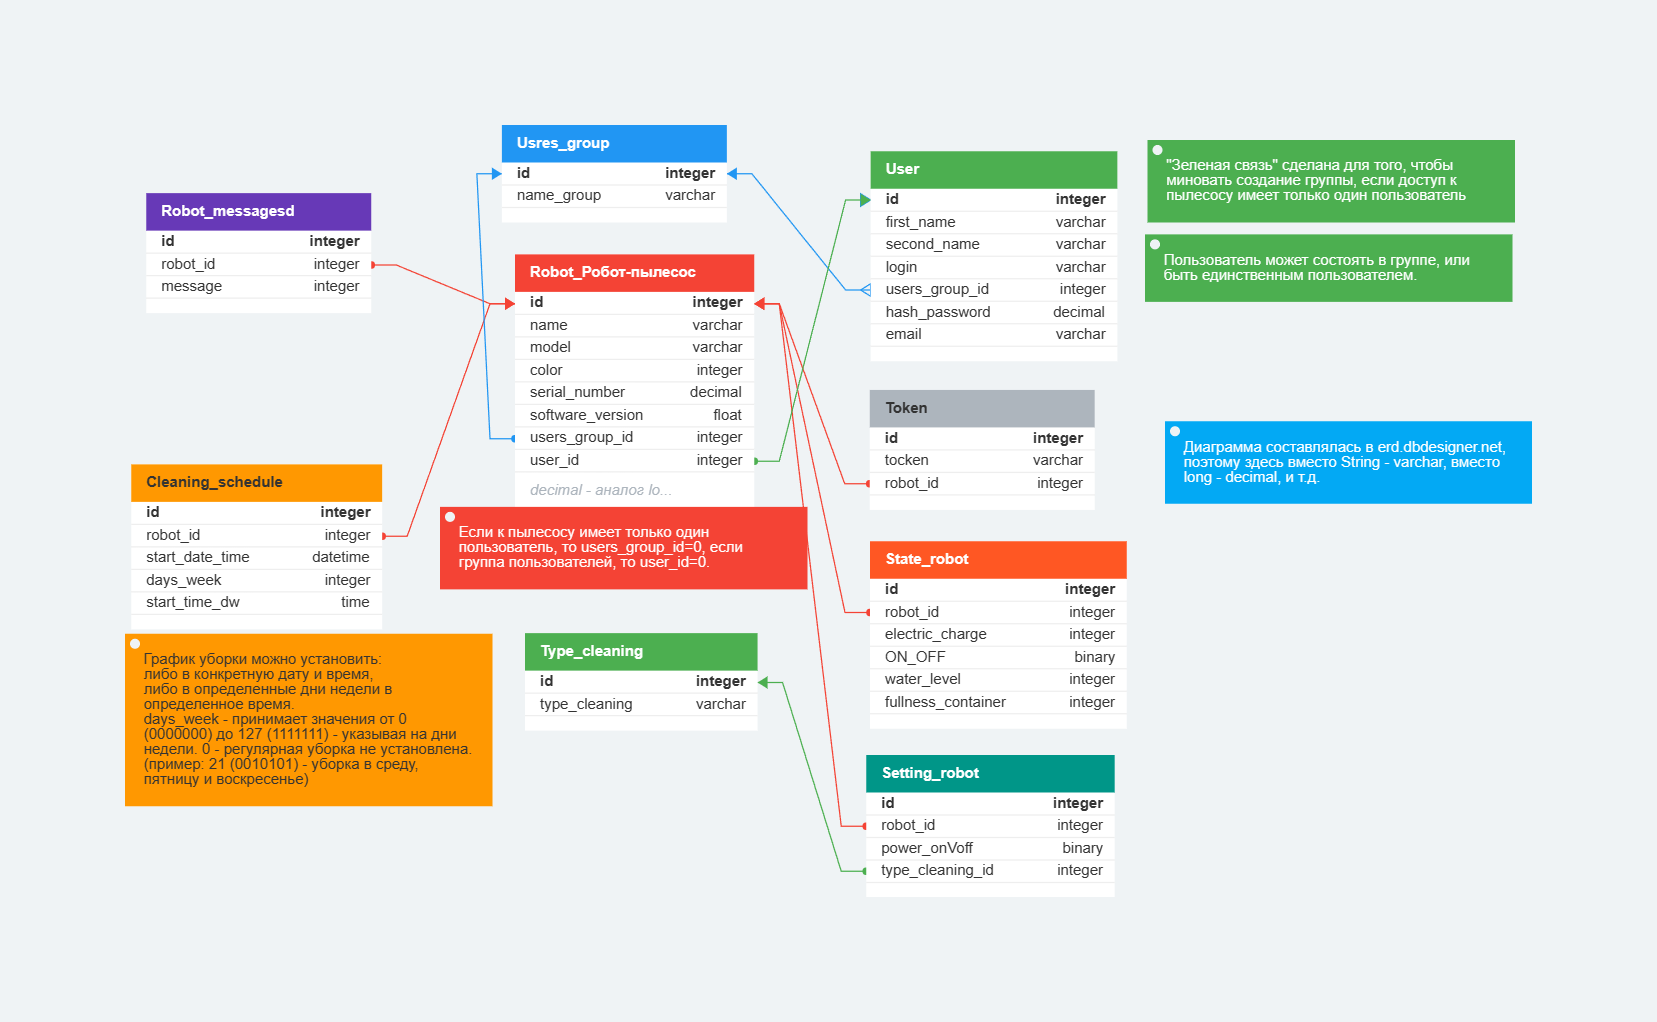 Usres_group
id integer
name_group varchar
Robot_messagesd
id integer
robot_id integer
message integer
Robot_Робот-пылесос
id integer
name varchar
model varchar
color integer
serial_number decimal
software_version float
users_group_id integer
user_id integer
decimal - аналог lo...
Если к пылесосу имеет только один
пользователь, то users_group_id=0, если
группа пользователей, то user_id=0.
User
id integer
first_name varchar
second_name varchar
login varchar
users_group_id integer
hash_password decimal
email varchar
"Зеленая связь" сделана для того, чтобы
миновать создание группы, если доступ к
пылесосу имеет только один пользователь
Пользователь может состоять в группе, или
быть единственным пользователем.
Token
id integer
tocken varchar
robot_id integer
Диаграмма составлялась в erd.dbdesigner.net,
поэтому здесь вместо String - varchar, вместо
long - decimal, и т.д.
Cleaning_schedule
id integer
robot_id integer
start_date_time datetime
days_week integer
start_time_dw time
График уборки можно установить:
либо в конкретную дату и время,
либо в определенные дни недели в
определенное время.
days_week - принимает значения от 0
(0000000) до 127 (1111111) - указывая на дни
недели. 0 - регулярная уборка не установлена.
(пример: 21 (0010101) - уборка в среду,
пятницу и воскресенье)
State_robot
id integer
robot_id integer
electric_charge integer
ON_OFF binary
water_level integer
fullness_container integer
Type_cleaning
id integer
type_cleaning varchar
Setting_robot
id integer
robot_id integer
power_onVoff binary
type_cleaning_id integer